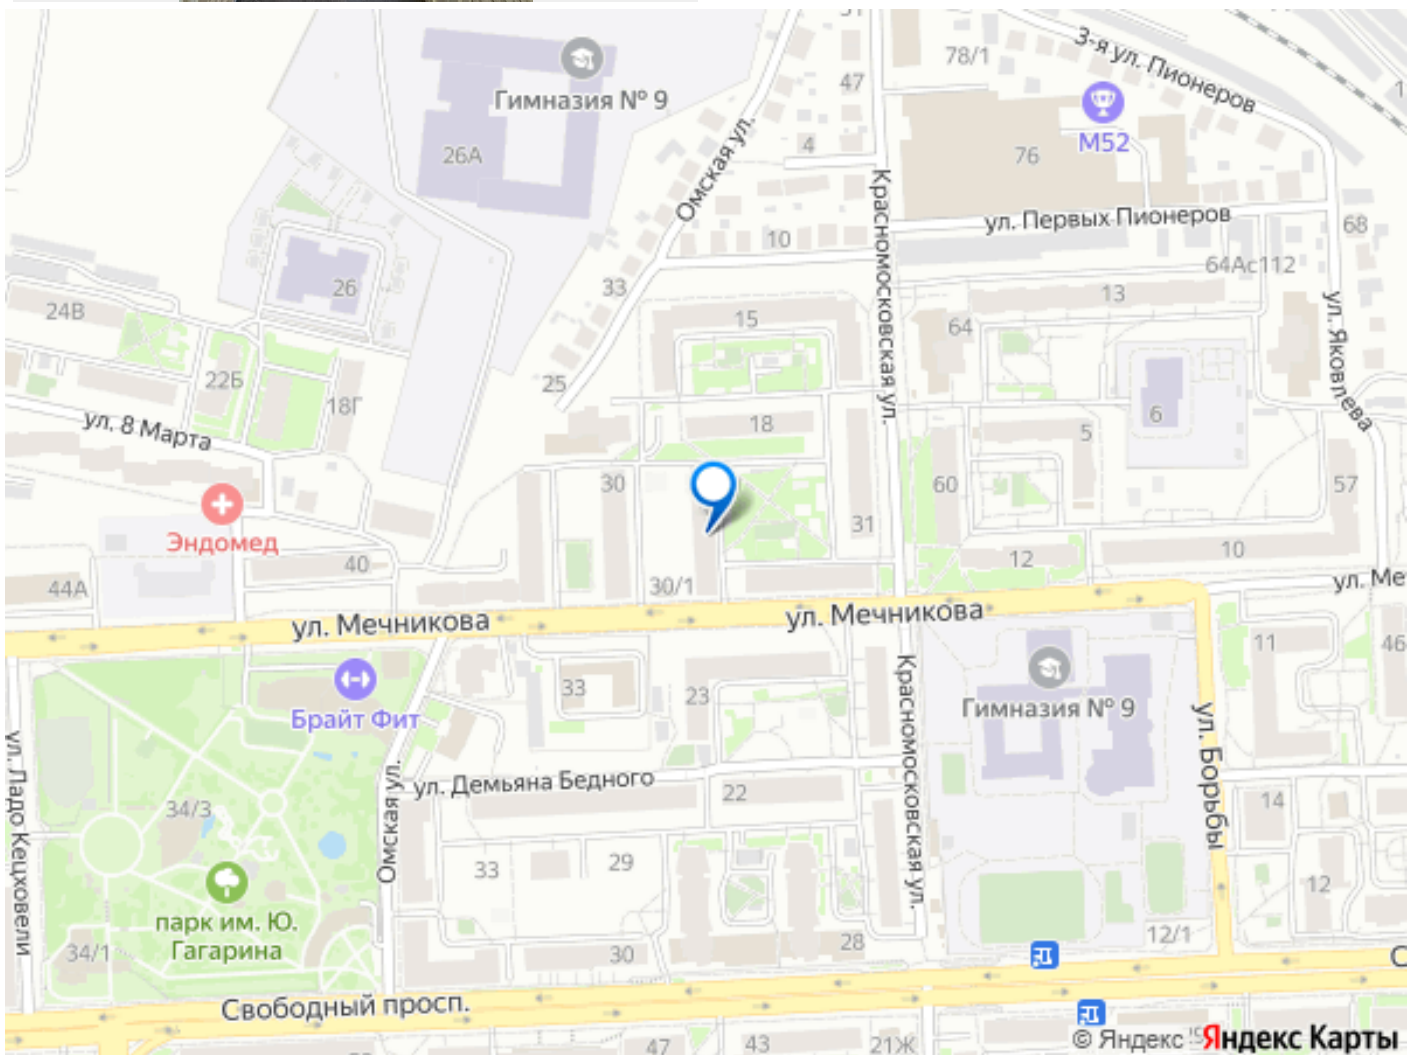 3-я ул. Пионеров
78/1
47
Гимназия № 9
М52
26А
4
76
Омская ул.
Красномосковская ул.
ул. Первых Пионеров
10
68
64Ас112
26
33
13
24В
15
64
ул. Яковлева
22Б
25
18Г
18
6
5
ул. 8 Марта
30
60
57
31
Эндомед
12
10
40
44А
30/1
ул. Ме
ул. Мечникова
ул. Мечникова
11
46
33
23
Красномосковская ул.
Гимназия № 9
Брайт Фит
ул. Борьбы
ул. Ладо Кецховели
Омская ул.
ул. Демьяна Бедного
22
14
34/3
33
29
12
парк им. Ю.
Гагарина
34/1
30
28
12/1
С
Свободный просп.
47
43
21Ж
© Яндекс
Яндекс Карты